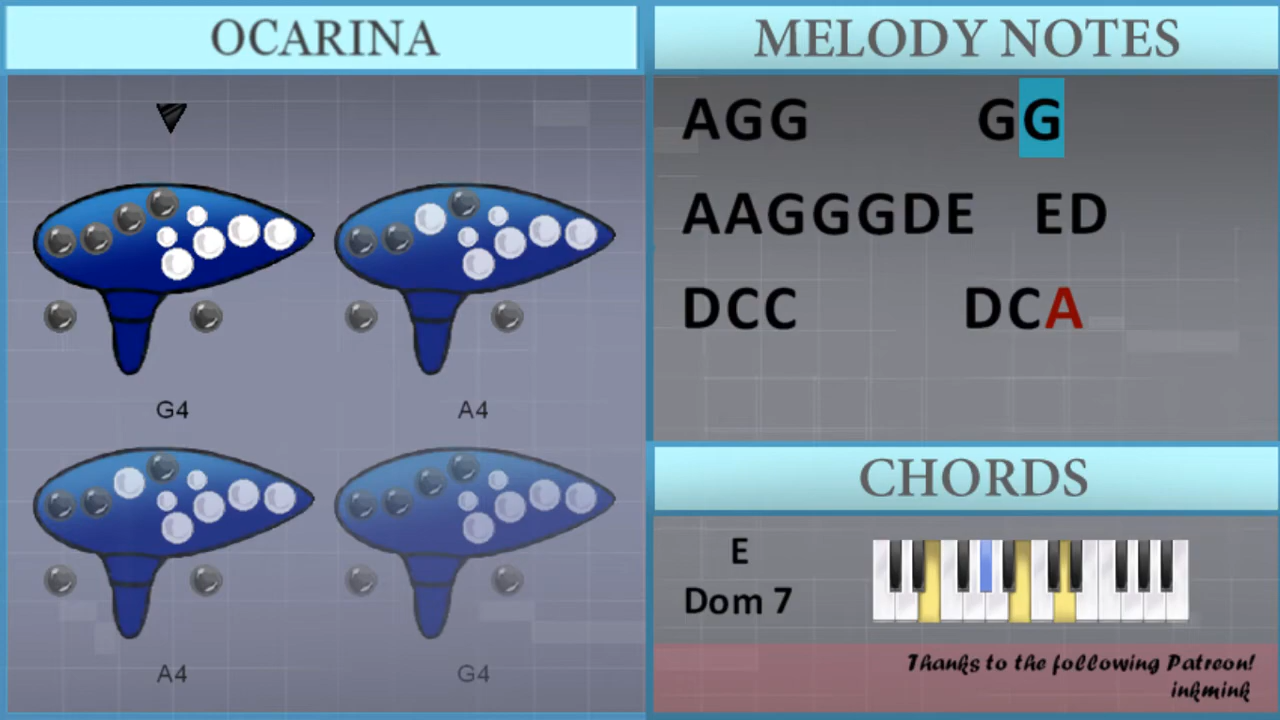 OCARINA
G4
A4
A4
G4
MELODY NOTES
AGG GG
AAGGGDE ED
DCC DCA
CHORDS
E
Dom 7
Thanks to the following Patreon!
inkmink